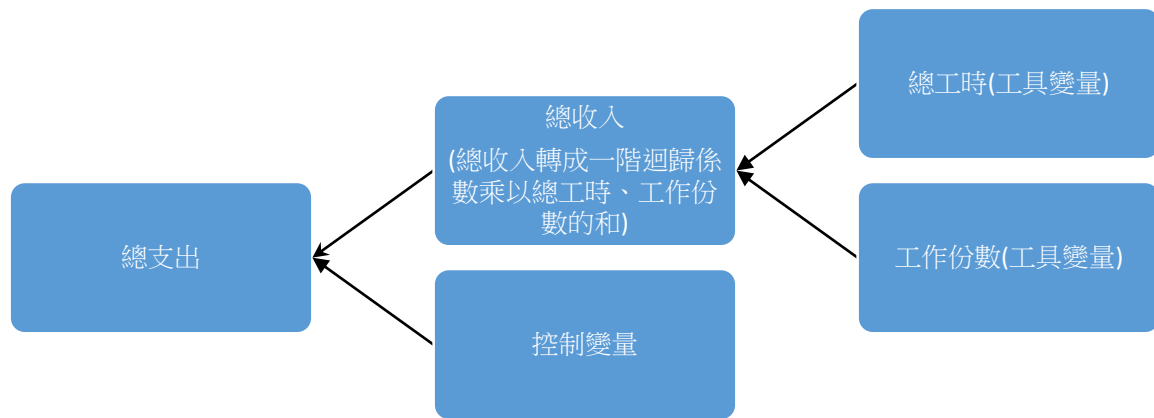 總支出
總收入
(總收入轉成一階迴歸係
數乘以總工時、工作份
數的和)
控制變量
總工時(工具變量)
工作份數(工具變量)